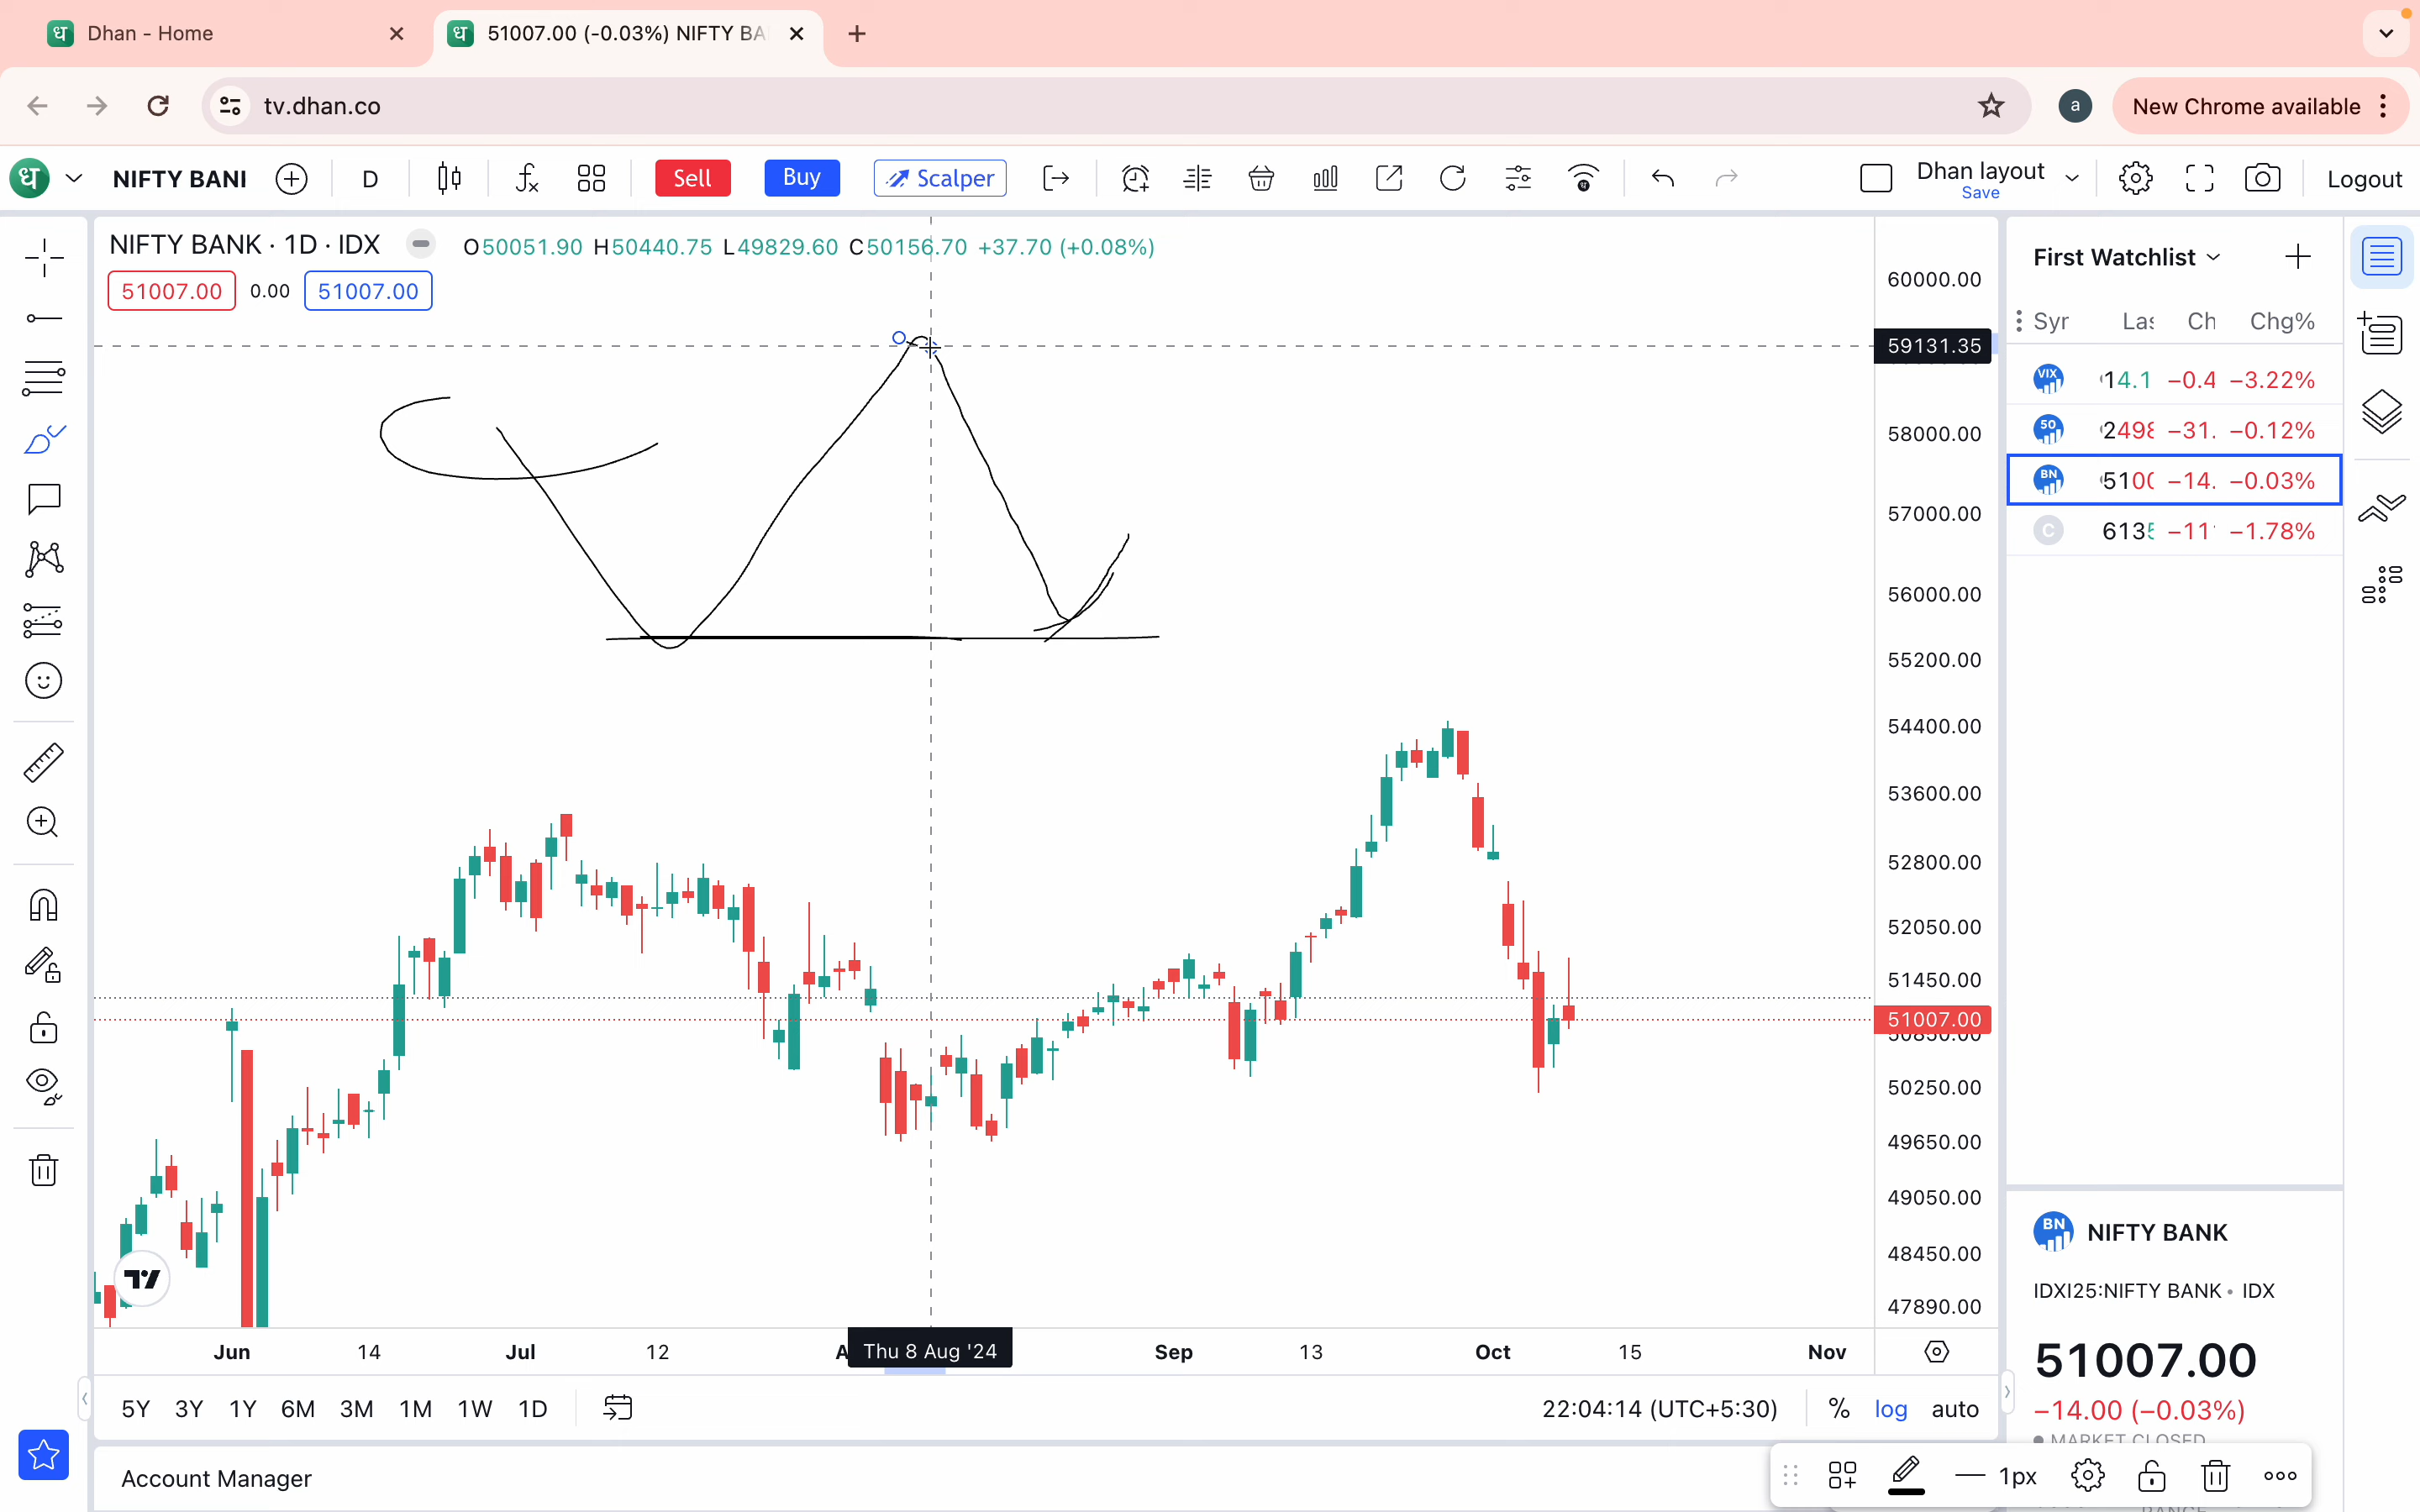 ध Dhan - Home
ध 51007.00 (-0.03%) NIFTY BA
tv.dhan.co
a
New Chrome available
ध NIFTY BANI D Sell Buy Scalper Dhan layout Save Logout
NIFTY BANK · 1D · IDX O50051.90 H50440.75 L49829.60 C50156.70 +37.70 (+0.08%)
51007.00 0.00 51007.00
First Watchlist
Chg%
VIX −3.22%
50 −0.12%
BN −0.03%
C −1.78%
60000.00
59131.35
58000.00
57000.00
56000.00
55200.00
54400.00
53600.00
52800.00
52050.00
51450.00
51007.00
50250.00
49650.00
49050.00
48450.00
47890.00
Jun 14 Jul 12 Thu 8 Aug '24 Sep 13 Oct 15 Nov
5Y 3Y 1Y 6M 3M 1M 1W 1D 22:04:14 (UTC+5:30) % log auto
Account Manager
BN NIFTY BANK
IDXI25:NIFTY BANK • IDX
51007.00
−14.00 (−0.03%)
MARKET CLOSED
1px